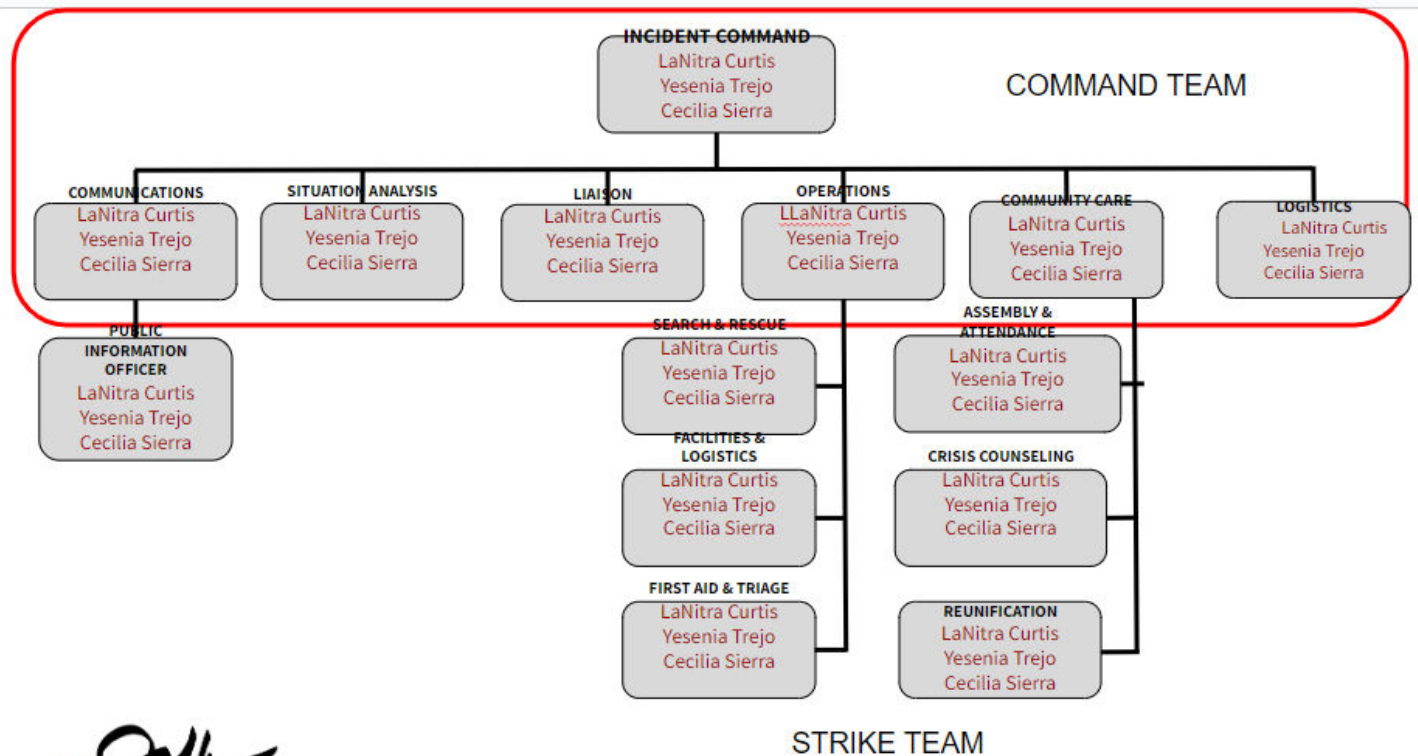 INCIDENT COMMAND
LaNitra Curtis
Yesenia Trejo
Cecilia Sierra
COMMAND TEAM
COMMUNICATIONS
LaNitra Curtis
Yesenia Trejo
Cecilia Sierra
SITUATION ANALYSIS
LaNitra Curtis
Yesenia Trejo
Cecilia Sierra
LIAISON
LaNitra Curtis
Yesenia Trejo
Cecilia Sierra
OPERATIONS
LLaNitra Curtis
Yesenia Trejo
Cecilia Sierra
COMMUNITY CARE
LaNitra Curtis
Yesenia Trejo
Cecilia Sierra
LOGISTICS
LaNitra Curtis
Yesenia Trejo
Cecilia Sierra
PUBLIC
INFORMATION
OFFICER
LaNitra Curtis
Yesenia Trejo
Cecilia Sierra
SEARCH & RESCUE
LaNitra Curtis
Yesenia Trejo
Cecilia Sierra
FACILITIES &
LOGISTICS
LaNitra Curtis
Yesenia Trejo
Cecilia Sierra
FIRST AID & TRIAGE
LaNitra Curtis
Yesenia Trejo
Cecilia Sierra
ASSEMBLY &
ATTENDANCE
LaNitra Curtis
Yesenia Trejo
Cecilia Sierra
CRISIS COUNSELING
LaNitra Curtis
Yesenia Trejo
Cecilia Sierra
REUNIFICATION
LaNitra Curtis
Yesenia Trejo
Cecilia Sierra
STRIKE TEAM